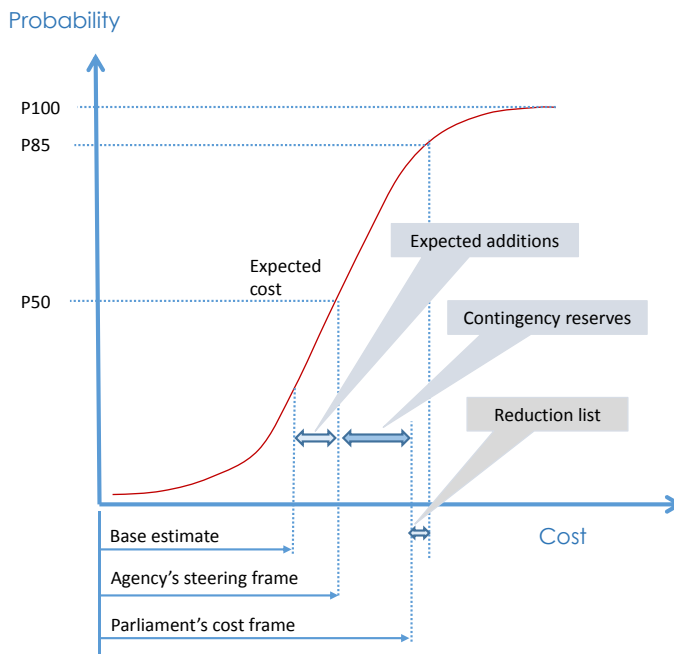 Probability
P100
P85
Expected additions
Expected
cost
P50
Contingency reserves
Reduction list
Base estimate
Cost
Agency's steering frame
Parliament's cost frame